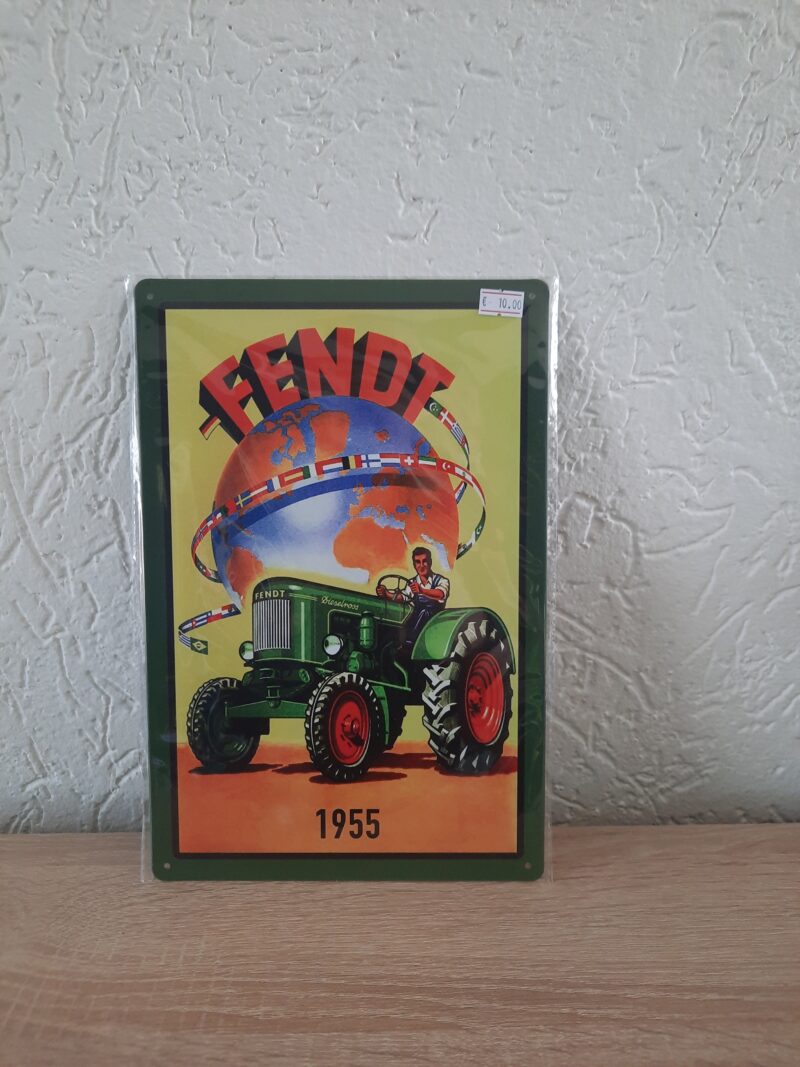 € 10.00
FENDT
FENDT
Dieselross
1955